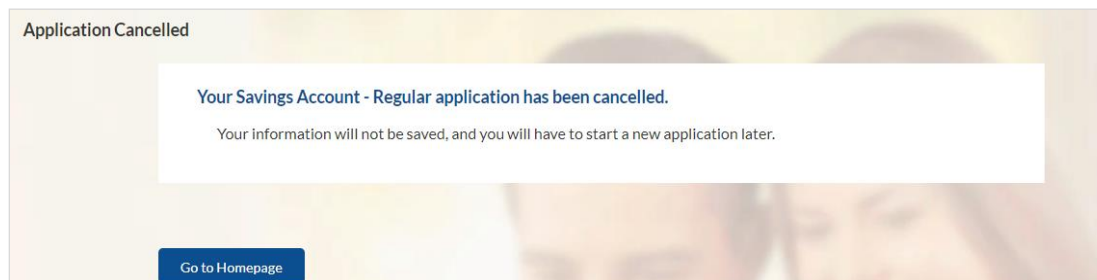 Application Cancelled
Your Savings Account - Regular application has been cancelled.
Your information will not be saved, and you will have to start a new application later.
Go to Homepage